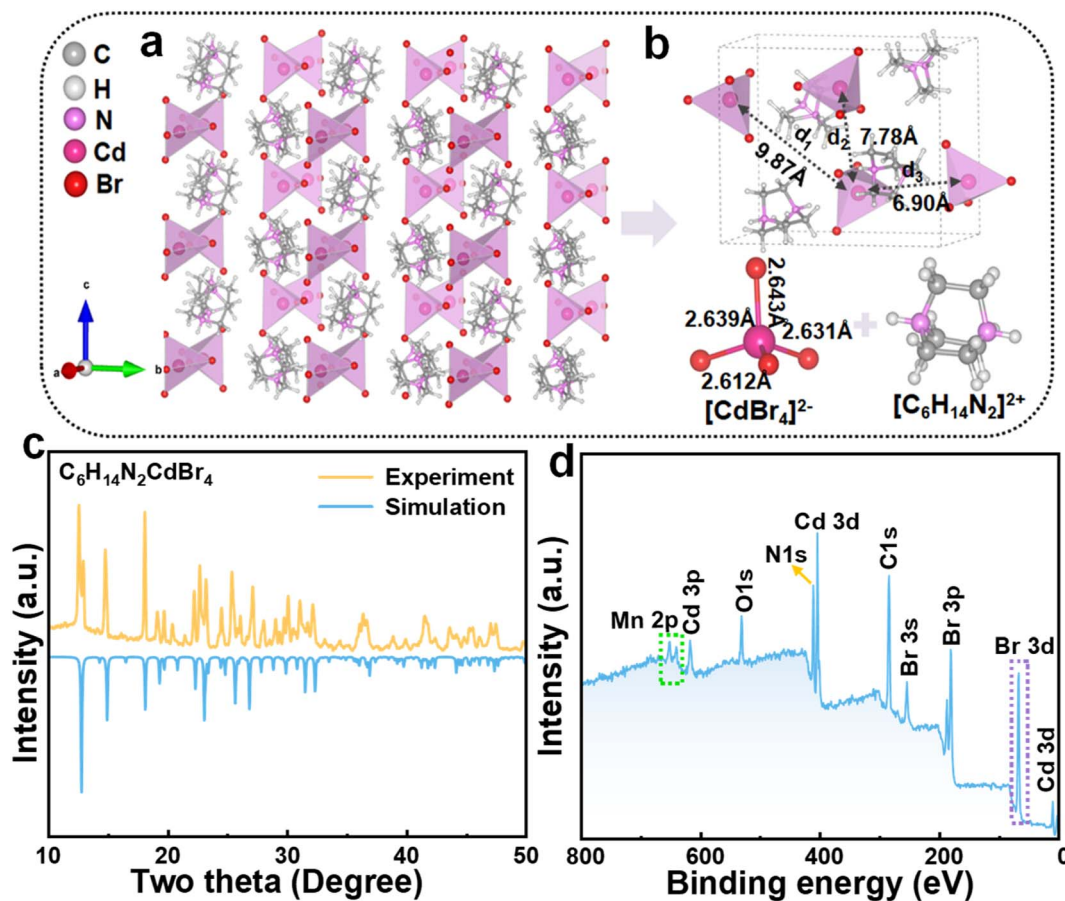 a
b
C
H
N
Cd
Br
c
a
b
d₁
9.87Å
d₂
7.78Å
d₃
6.90Å
2.643Å
2.639Å
2.631Å
2.612Å
+
[CdBr₄]²⁻
[C₆H₁₄N₂]²⁺
c
C₆H₁₄N₂CdBr₄
Experiment
Simulation
Intensity (a.u.)
10 20 30 40 50
Two theta (Degree)
d
Mn 2p
Cd 3p
O1s
N1s
Cd 3d
C1s
Br 3s
Br 3p
Br 3d
Cd 3d
Intensity (a.u.)
800 600 400 200 0
Binding energy (eV)